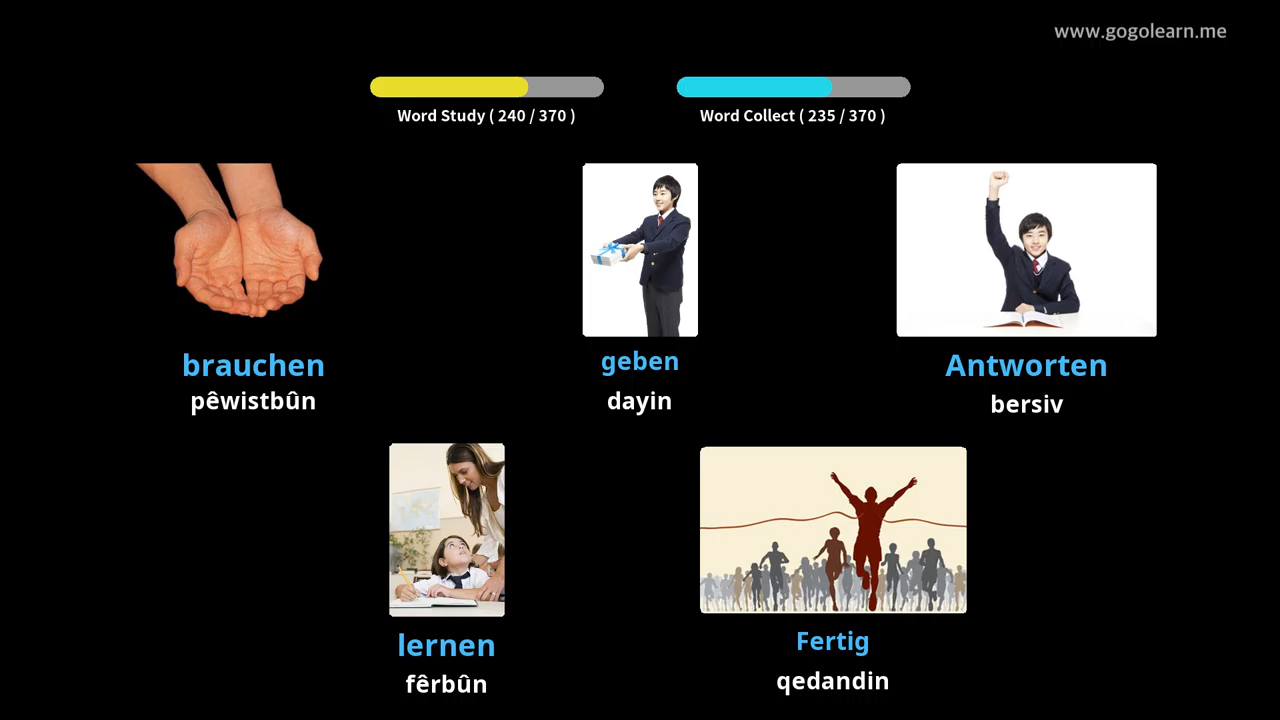 www.gogolearn.me
Word Study ( 240 / 370 )
Word Collect ( 235 / 370 )
brauchen
pêwistbûn
geben
dayin
Antworten
bersiv
lernen
fêrbûn
Fertig
qedandin